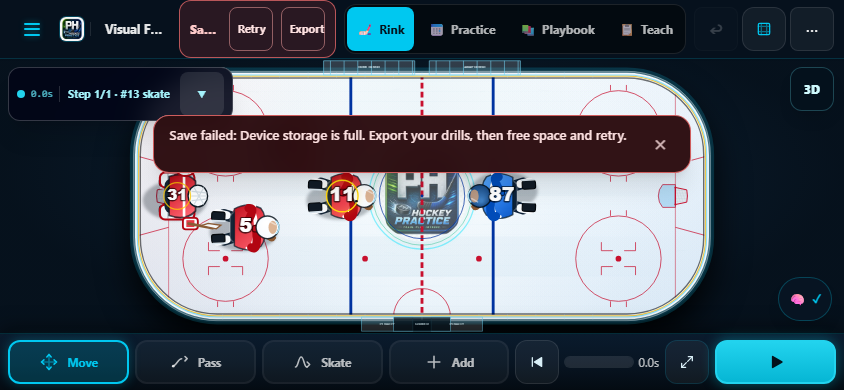 PH
Visual F...
Sa...
Retry
Export
Rink
Practice
Playbook
Teach
...
0.0s
Step 1/1 · #13 skate
3D
Save failed: Device storage is full. Export your drills, then free space and retry.
31
5
11
87
PH
HOCKEY
PRACTICE
Move
Pass
Skate
Add
0.0s